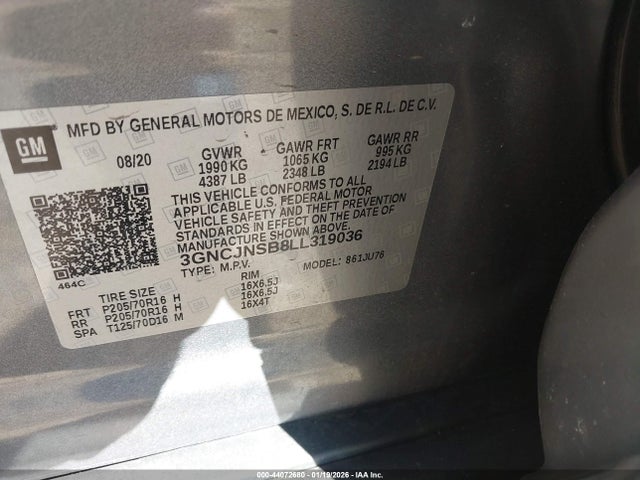 GM
MFD BY GENERAL MOTORS DE MEXICO, S. DE R.L. DE C.V.
08/20 GVWR GAWR FRT GAWR RR
1990 KG 1065 KG 995 KG
4387 LB 2348 LB 2194 LB
THIS VEHICLE CONFORMS TO ALL
APPLICABLE U.S. FEDERAL MOTOR
VEHICLE SAFETY AND THEFT PREVENTION
STANDARDS IN EFFECT ON THE DATE OF
MANUFACTURE SHOWN ABOVE.
3GNCJNSB8LL319036
464C TYPE: M.P.V. MODEL: 861JU76
TIRE SIZE RIM
FRT P205/70R16 H 16X6.5J
RR P205/70R16 H 16X6.5J
SPA T125/70D16 M 16X4T
000-44072680 - 01/19/2026 - IAA Inc.